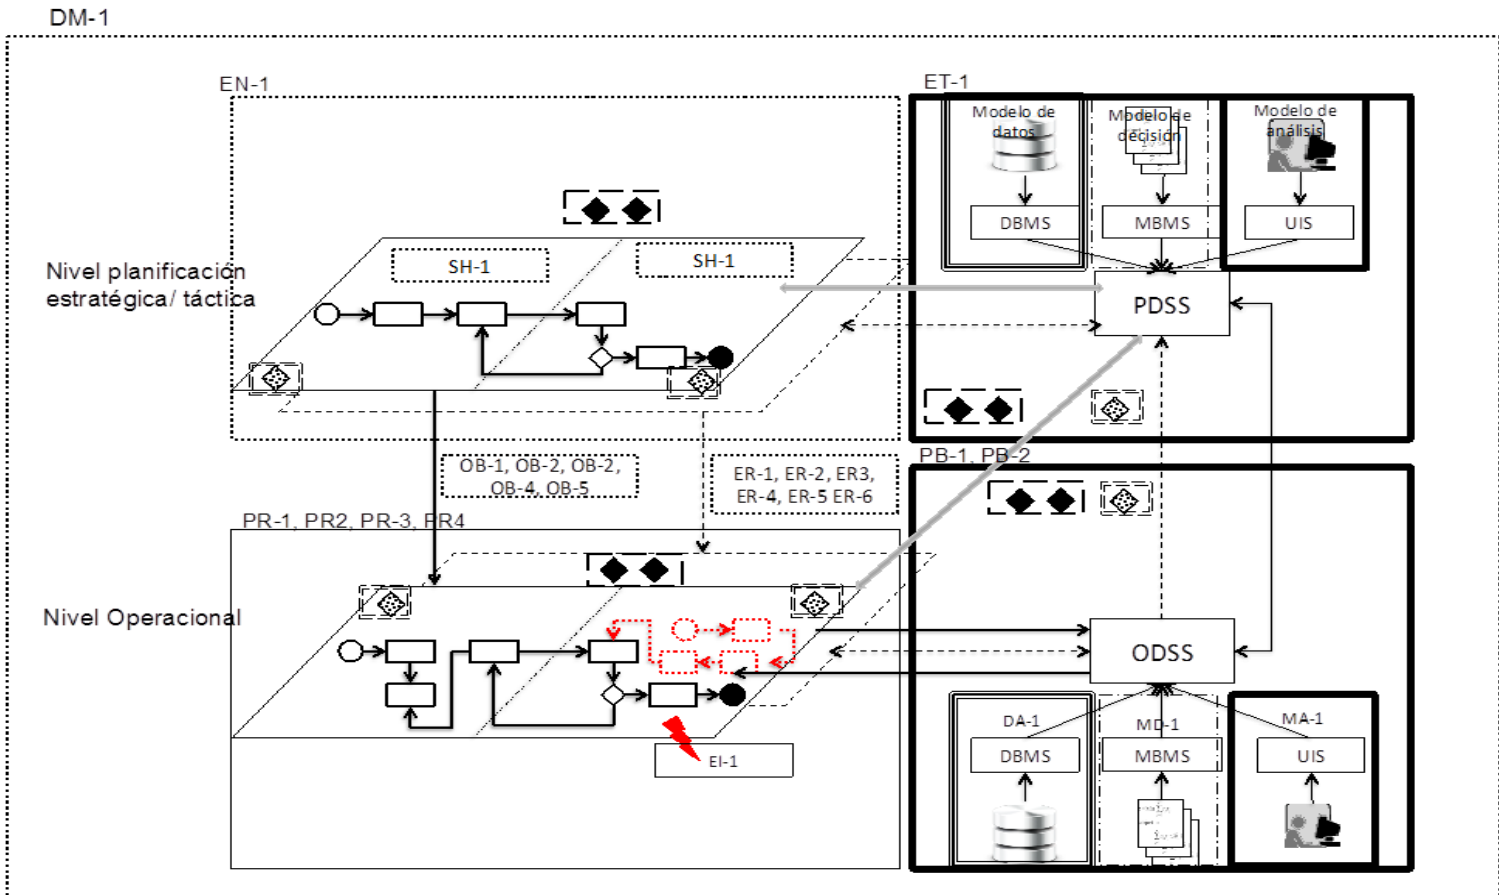 DM-1
EN-1
ET-1
Modelo de
datos
Modelo de
decisión
Modelo de
análisis
DBMS
MBMS
UIS
Nivel planificación
estratégica/ táctica
SH-1
SH-1
PDSS
OB-1, OB-2, OB-2,
OB-4, OB-5
ER-1, ER-2, ER3,
ER-4, ER-5 ER-6
PB-1, PB-2
PR-1, PR2, PR-3, PR4
Nivel Operacional
ODSS
DA-1
MD-1
MA-1
DBMS
MBMS
UIS
EI-1